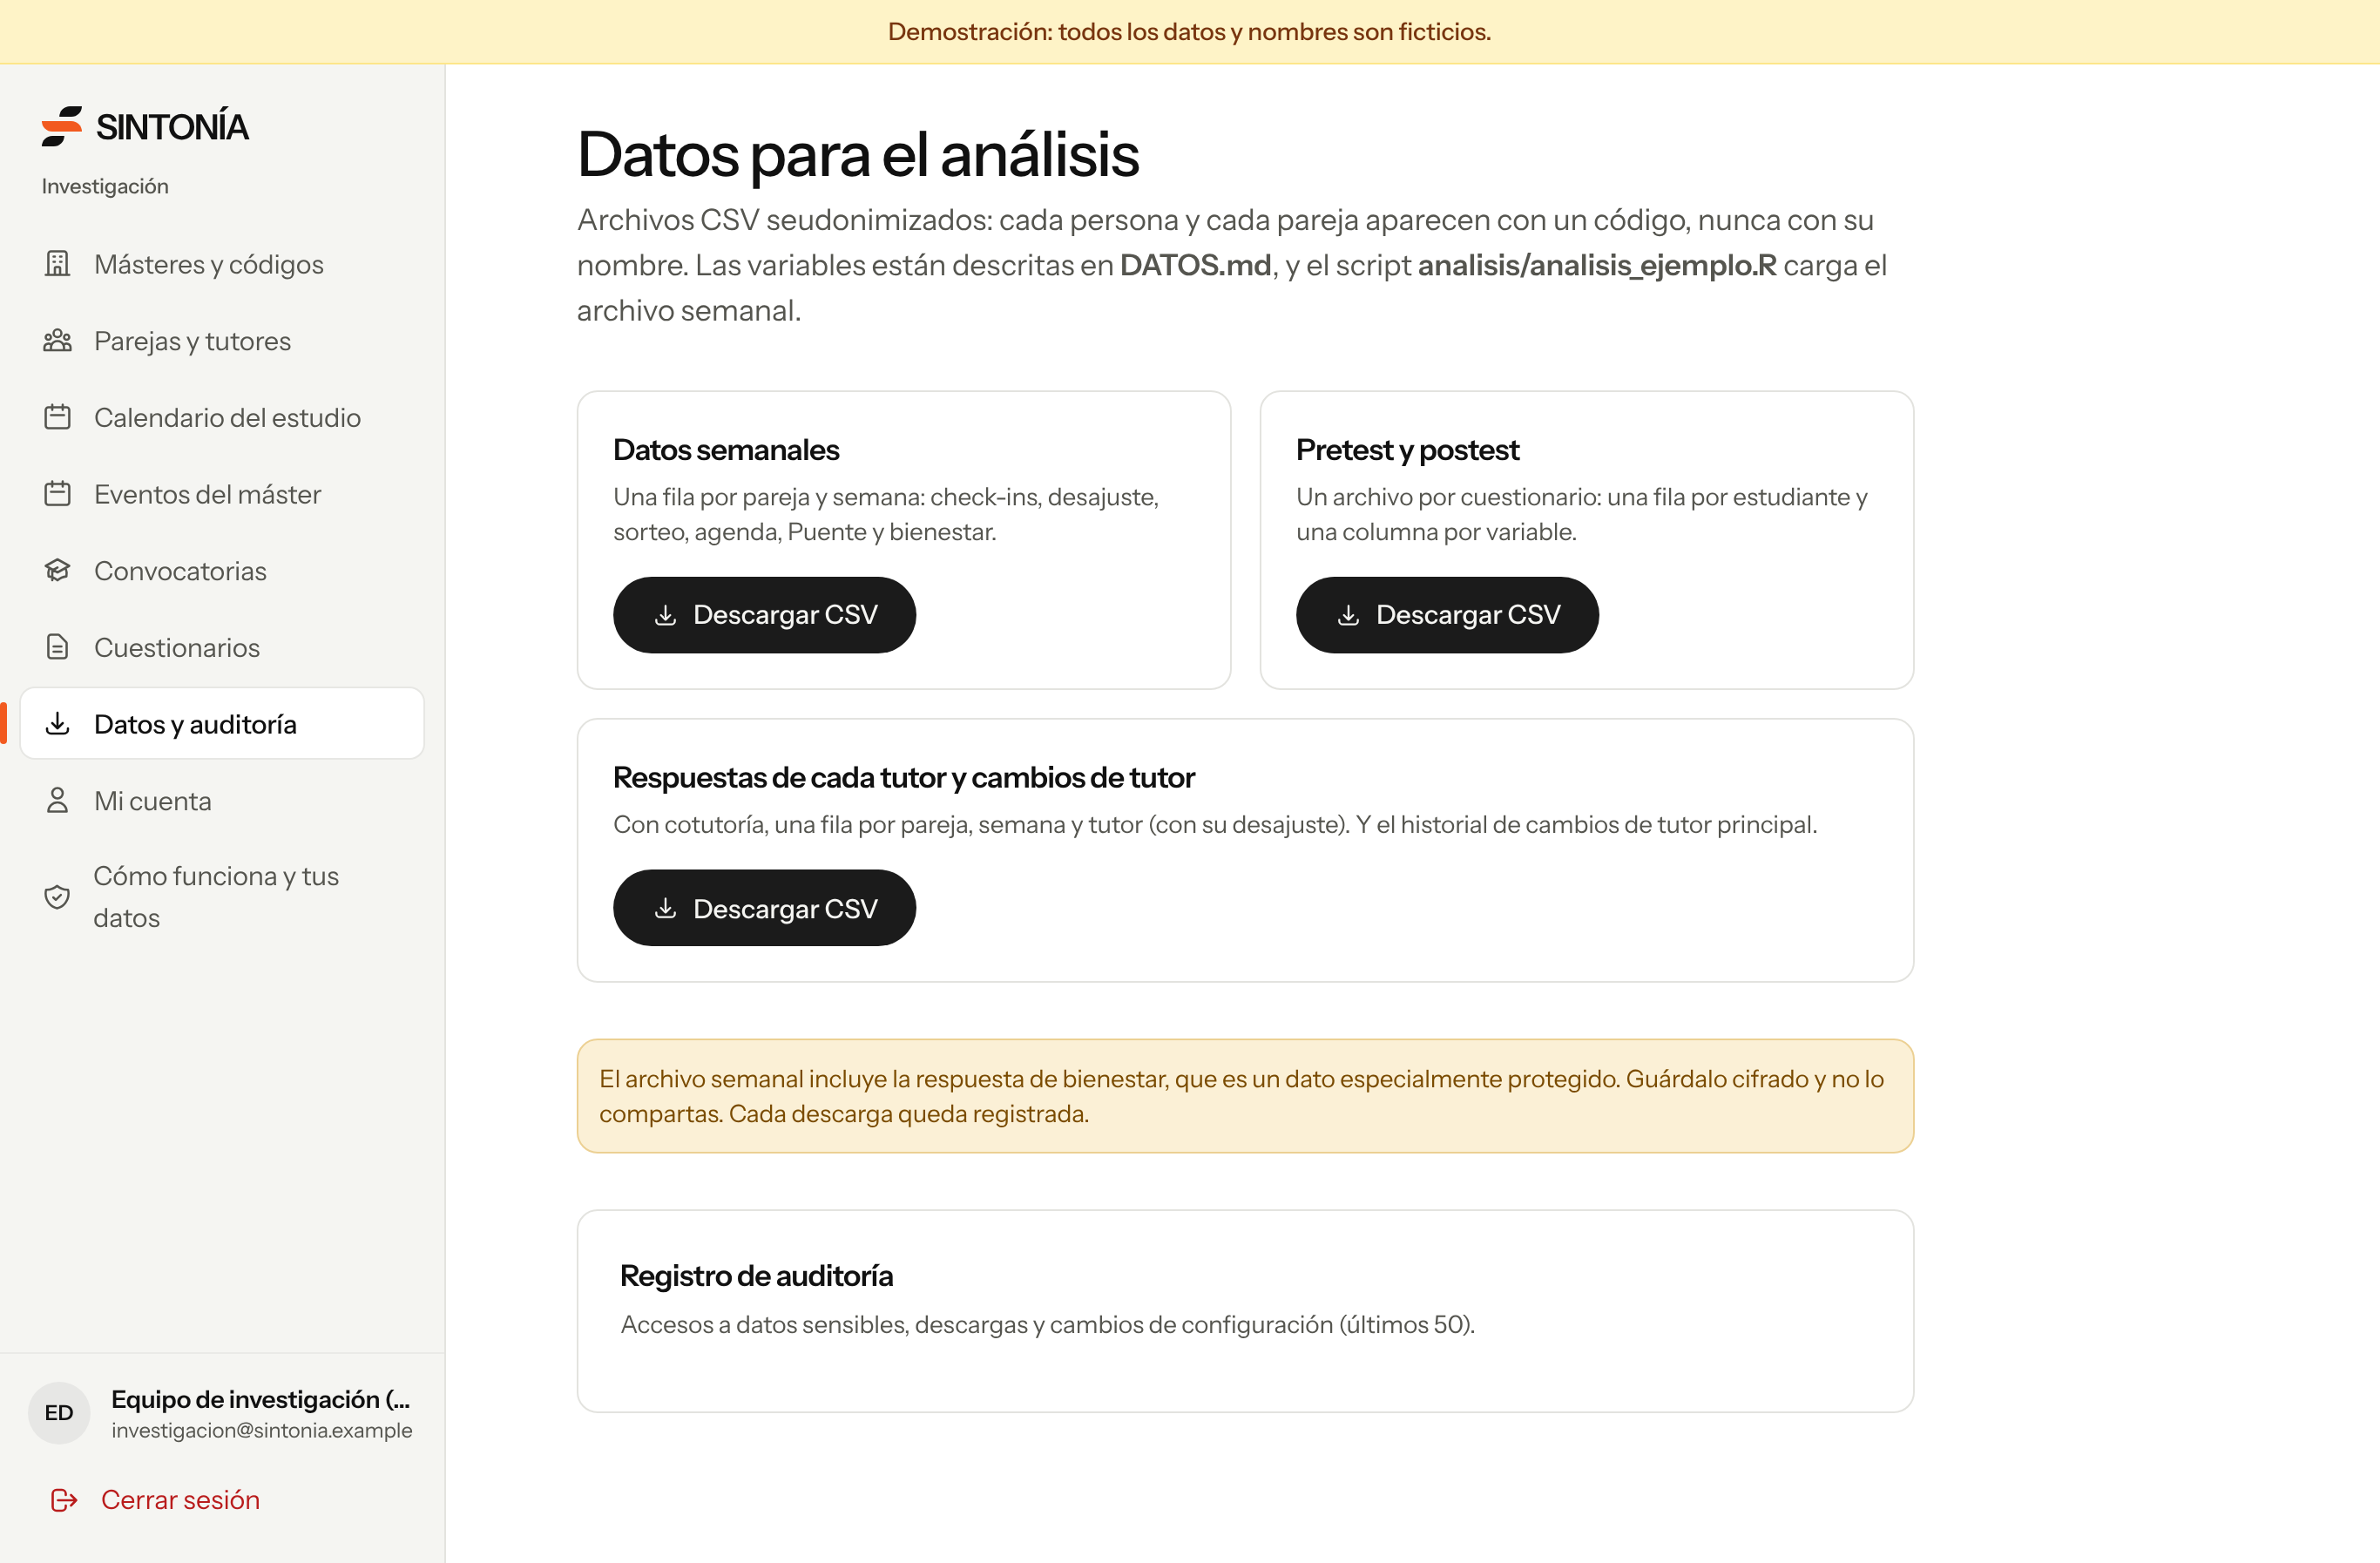 Demostración: todos los datos y nombres son ficticios.
SINTONÍA
Investigación
Másteres y códigos
Parejas y tutores
Calendario del estudio
Eventos del máster
Convocatorias
Cuestionarios
Datos y auditoría
Mi cuenta
Cómo funciona y tus
datos
ED
Equipo de investigación (...
investigacion@sintonia.example
Cerrar sesión
Datos para el análisis
Archivos CSV seudonimizados: cada persona y cada pareja aparecen con un código, nunca con su
nombre. Las variables están descritas en DATOS.md, y el script analisis/analisis_ejemplo.R carga el
archivo semanal.
Datos semanales
Una fila por pareja y semana: check-ins, desajuste,
sorteo, agenda, Puente y bienestar.
Descargar CSV
Pretest y postest
Un archivo por cuestionario: una fila por estudiante y
una columna por variable.
Descargar CSV
Respuestas de cada tutor y cambios de tutor
Con cotutoría, una fila por pareja, semana y tutor (con su desajuste). Y el historial de cambios de tutor principal.
Descargar CSV
El archivo semanal incluye la respuesta de bienestar, que es un dato especialmente protegido. Guárdalo cifrado y no lo
compartas. Cada descarga queda registrada.
Registro de auditoría
Accesos a datos sensibles, descargas y cambios de configuración (últimos 50).